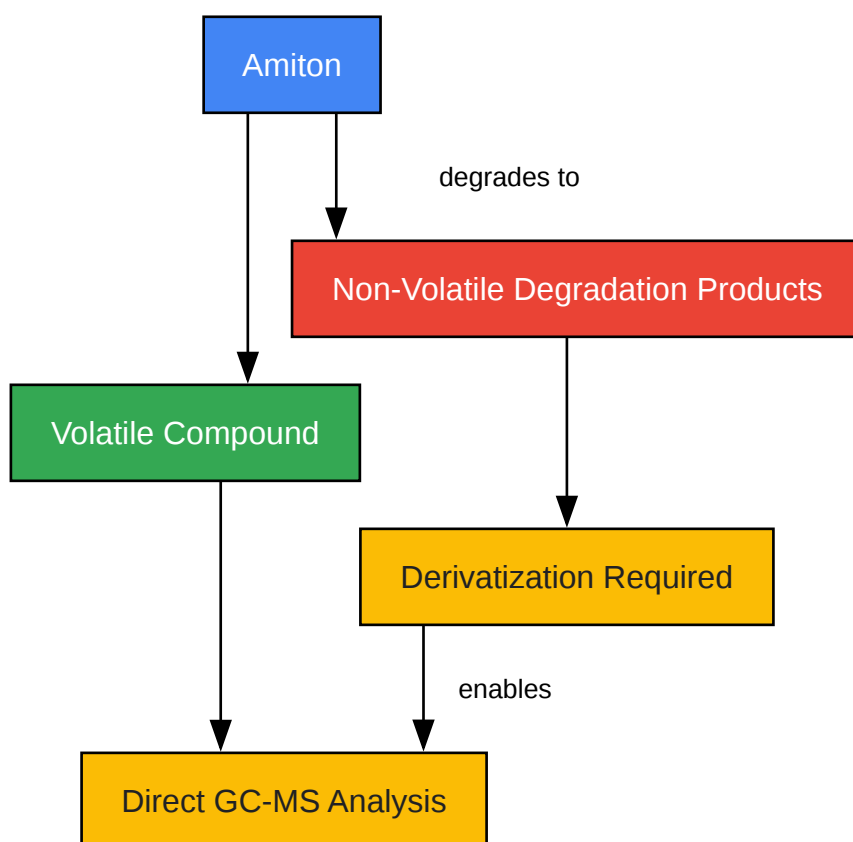 Amiton
degrades to
Non-Volatile Degradation Products
Volatile Compound
Derivatization Required
enables
Direct GC-MS Analysis